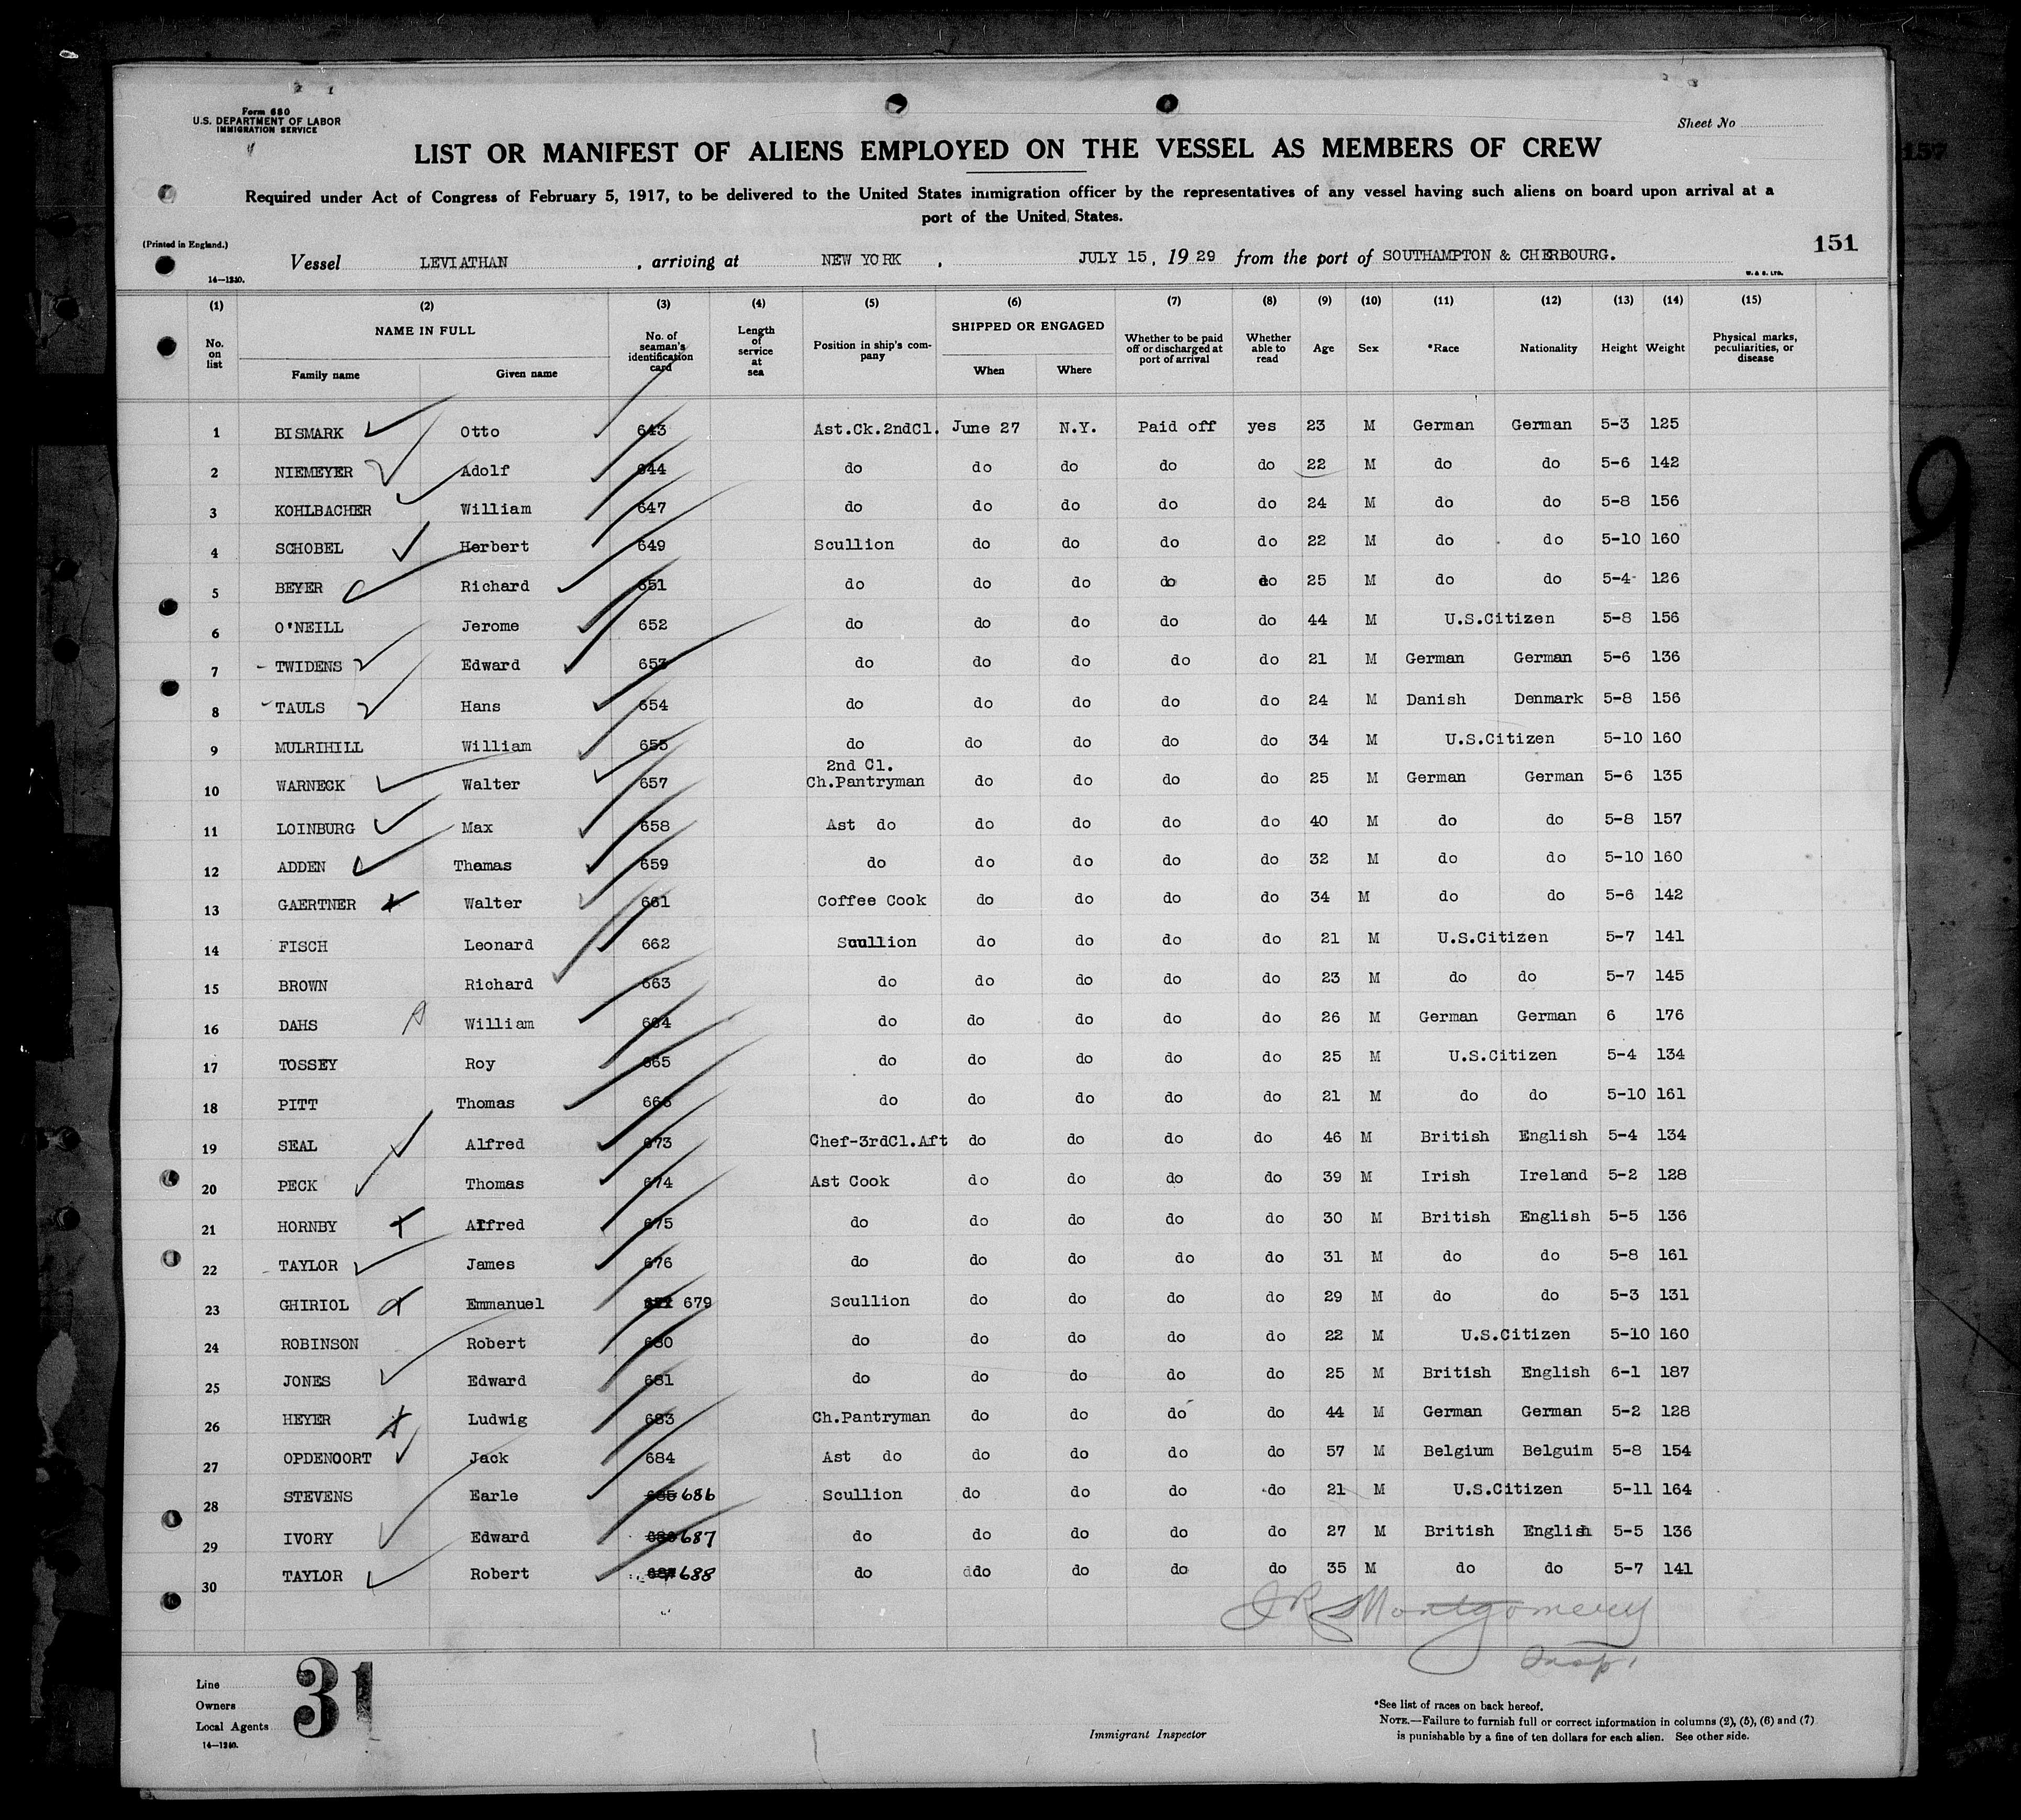 Form 680
U.S. DEPARTMENT OF LABOR
IMMIGRATION SERVICE
Sheet No
LIST OR MANIFEST OF ALIENS EMPLOYED ON THE VESSEL AS MEMBERS OF CREW
157
Required under Act of Congress of February 5, 1917, to be delivered to the United States immigration officer by the representatives of any vessel having such aliens on board upon arrival at a
port of the United States.
(Printed in England.)
151
Vessel LEVIATHAN , arriving at NEW YORK , JULY 15, 19 29 from the port of SOUTHAMPTON & CHERBOURG.
14—1240. W. & S. LTD.
(1) (2) (3) (4) (5) (6) (7) (8) (9) (10) (11) (12) (13) (14) (15)
No. on list NAME IN FULL Family name Given name No. of seaman's identification card Length of service at sea Position in ship's company SHIPPED OR ENGAGED When Where Whether to be paid off or discharged at port of arrival Whether able to read Age Sex *Race Nationality Height Weight Physical marks, peculiarities, or disease
1 BISMARK Otto 643 Ast.Ck.2ndCl. June 27 N.Y. Paid off yes 23 M German German 5-3 125
2 NIEMEYER Adolf 644 do do do do do 22 M do do 5-6 142
3 KOHLBACHER William 647 do do do do do 24 M do do 5-8 156
4 SCHOBEL Herbert 649 Scullion do do do do 22 M do do 5-10 160
5 BEYER Richard 651 do do do do do 25 M do do 5-4 126
6 O'NEILL Jerome 652 do do do do do 44 M U.S.Citizen 5-8 156
7 TWIDENS Edward 653 do do do do do 21 M German German 5-6 136
8 TAULS Hans 654 do do do do do 24 M Danish Denmark 5-8 156
9 MULRIHILL William 655 do do do do do 34 M U.S.Citizen 5-10 160
10 WARNECK Walter 657 2nd Cl. Ch.Pantryman do do do do 25 M German German 5-6 135
11 LOINBURG Max 658 Ast do do do do do 40 M do do 5-8 157
12 ADDEN Thomas 659 do do do do do 32 M do do 5-10 160
13 GAERTNER Walter 661 Coffee Cook do do do do 34 M do do 5-6 142
14 FISCH Leonard 662 Scullion do do do do 21 M U.S.Citizen 5-7 141
15 BROWN Richard 663 do do do do do 23 M do do 5-7 145
16 DAHS William 664 do do do do do 26 M German German 6 176
17 TOSSEY Roy 665 do do do do do 25 M U.S.Citizen 5-4 134
18 PITT Thomas 666 do do do do do 21 M do do 5-10 161
19 SEAL Alfred 673 Chef-3rdCl.Aft do do do do 46 M British English 5-4 134
20 PECK Thomas 674 Ast Cook do do do do 39 M Irish Ireland 5-2 128
21 HORNBY Alfred 675 do do do do do 30 M British English 5-5 136
22 TAYLOR James 676 do do do do do 31 M do do 5-8 161
23 GHIRIOL Emmanuel 679 Scullion do do do do 29 M do do 5-3 131
24 ROBINSON Robert 680 do do do do do 22 M U.S.Citizen 5-10 160
25 JONES Edward 681 do do do do do 25 M British English 6-1 187
26 HEYER Ludwig 683 Ch.Pantryman do do do do 44 M German German 5-2 128
27 OPDENOORT Jack 684 Ast do do do do do 57 M Belgium Belguim 5-8 154
28 STEVENS Earle 685 686 Scullion do do do do 21 M U.S.Citizen 5-11 164
29 IVORY Edward 686 687 do do do do do 27 M British English 5-5 136
30 TAYLOR Robert 687 688 do ddo do do do 35 M do do 5-7 141
J R Montgomery
Insp.
9
31
Line
Owners
Local Agents
14—1240.
Immigrant Inspector
*See list of races on back hereof.
NOTE.—Failure to furnish full or correct information in columns (2), (5), (6) and (7)
is punishable by a fine of ten dollars for each alien. See other side.